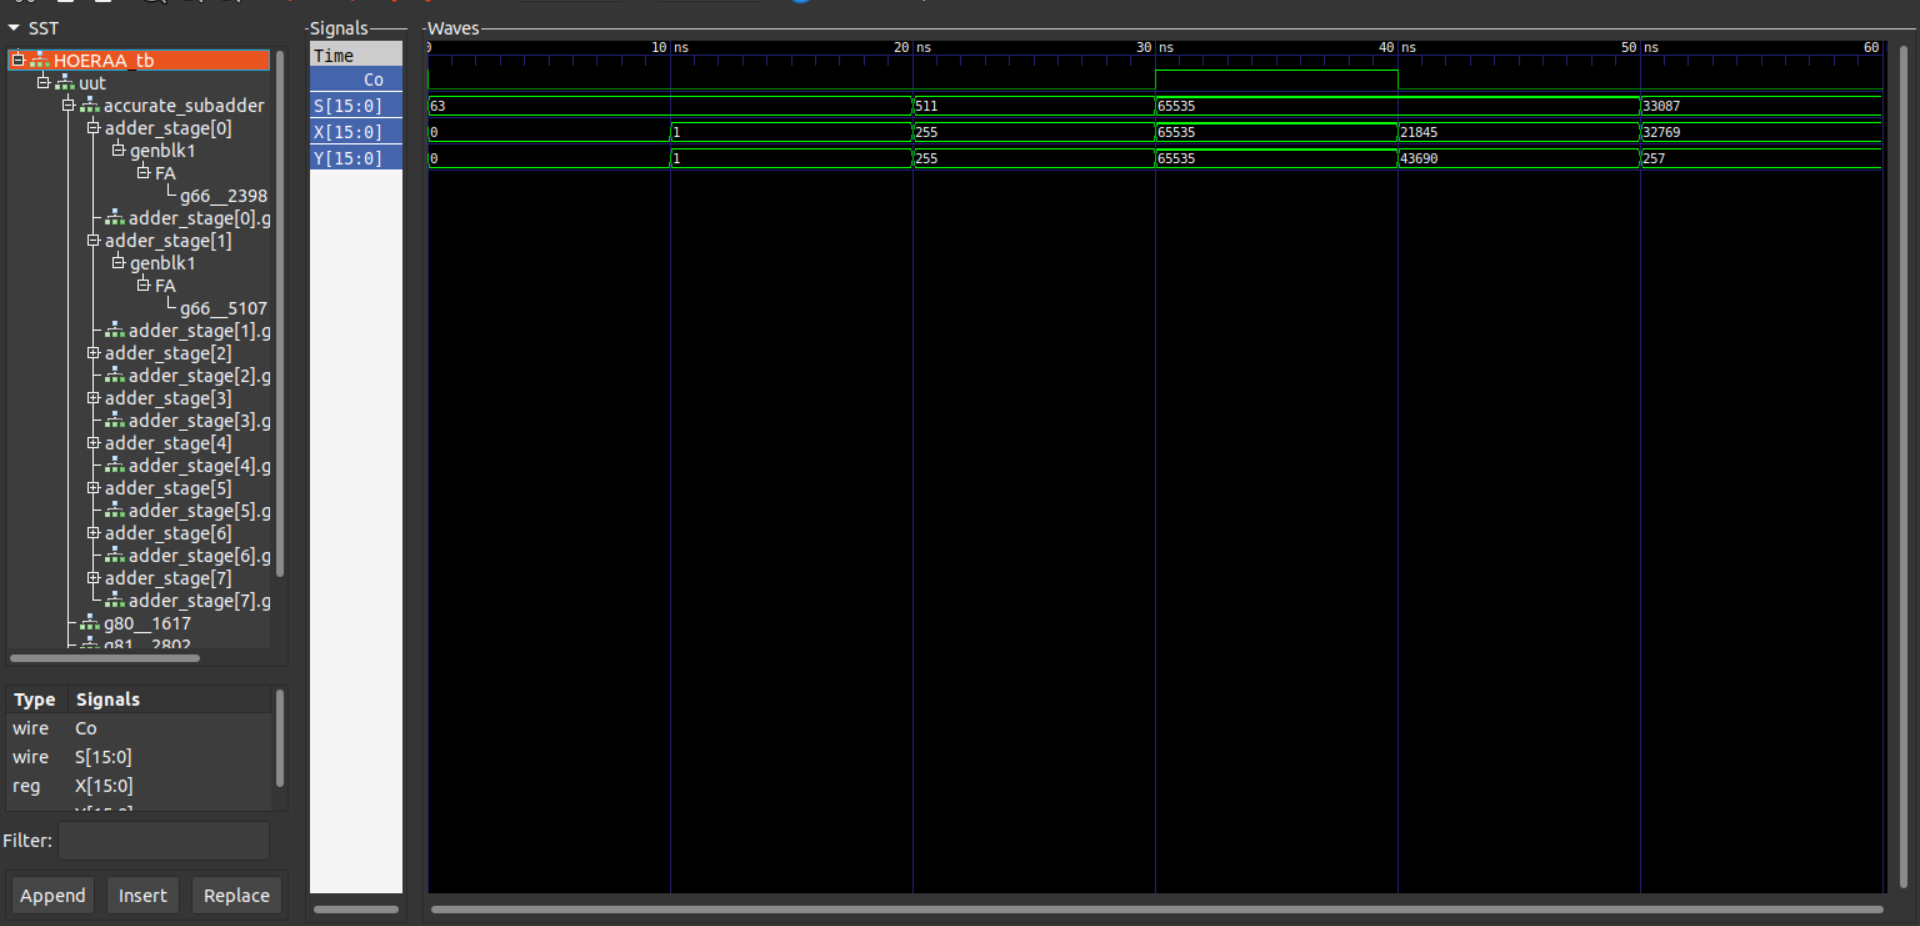 SST
HOERAA_tb
uut
accurate_subadder
adder_stage[0]
genblk1
FA
g66__2398
adder_stage[0].g
adder_stage[1]
genblk1
FA
g66__5107
adder_stage[1].g
adder_stage[2]
adder_stage[2].g
adder_stage[3]
adder_stage[3].g
adder_stage[4]
adder_stage[4].g
adder_stage[5]
adder_stage[5].g
adder_stage[6]
adder_stage[6].g
adder_stage[7]
adder_stage[7].g
g80__1617
g81__2802
Type Signals
wire Co
wire S[15:0]
reg X[15:0]
Y[15:0]
Filter:
Append Insert Replace
Signals
Time
Co
S[15:0]
X[15:0]
Y[15:0]
Waves
0 10 ns 20 ns 30 ns 40 ns 50 ns 60
63 511 65535 33087
0 1 255 65535 21845 32769
0 1 255 65535 43690 257